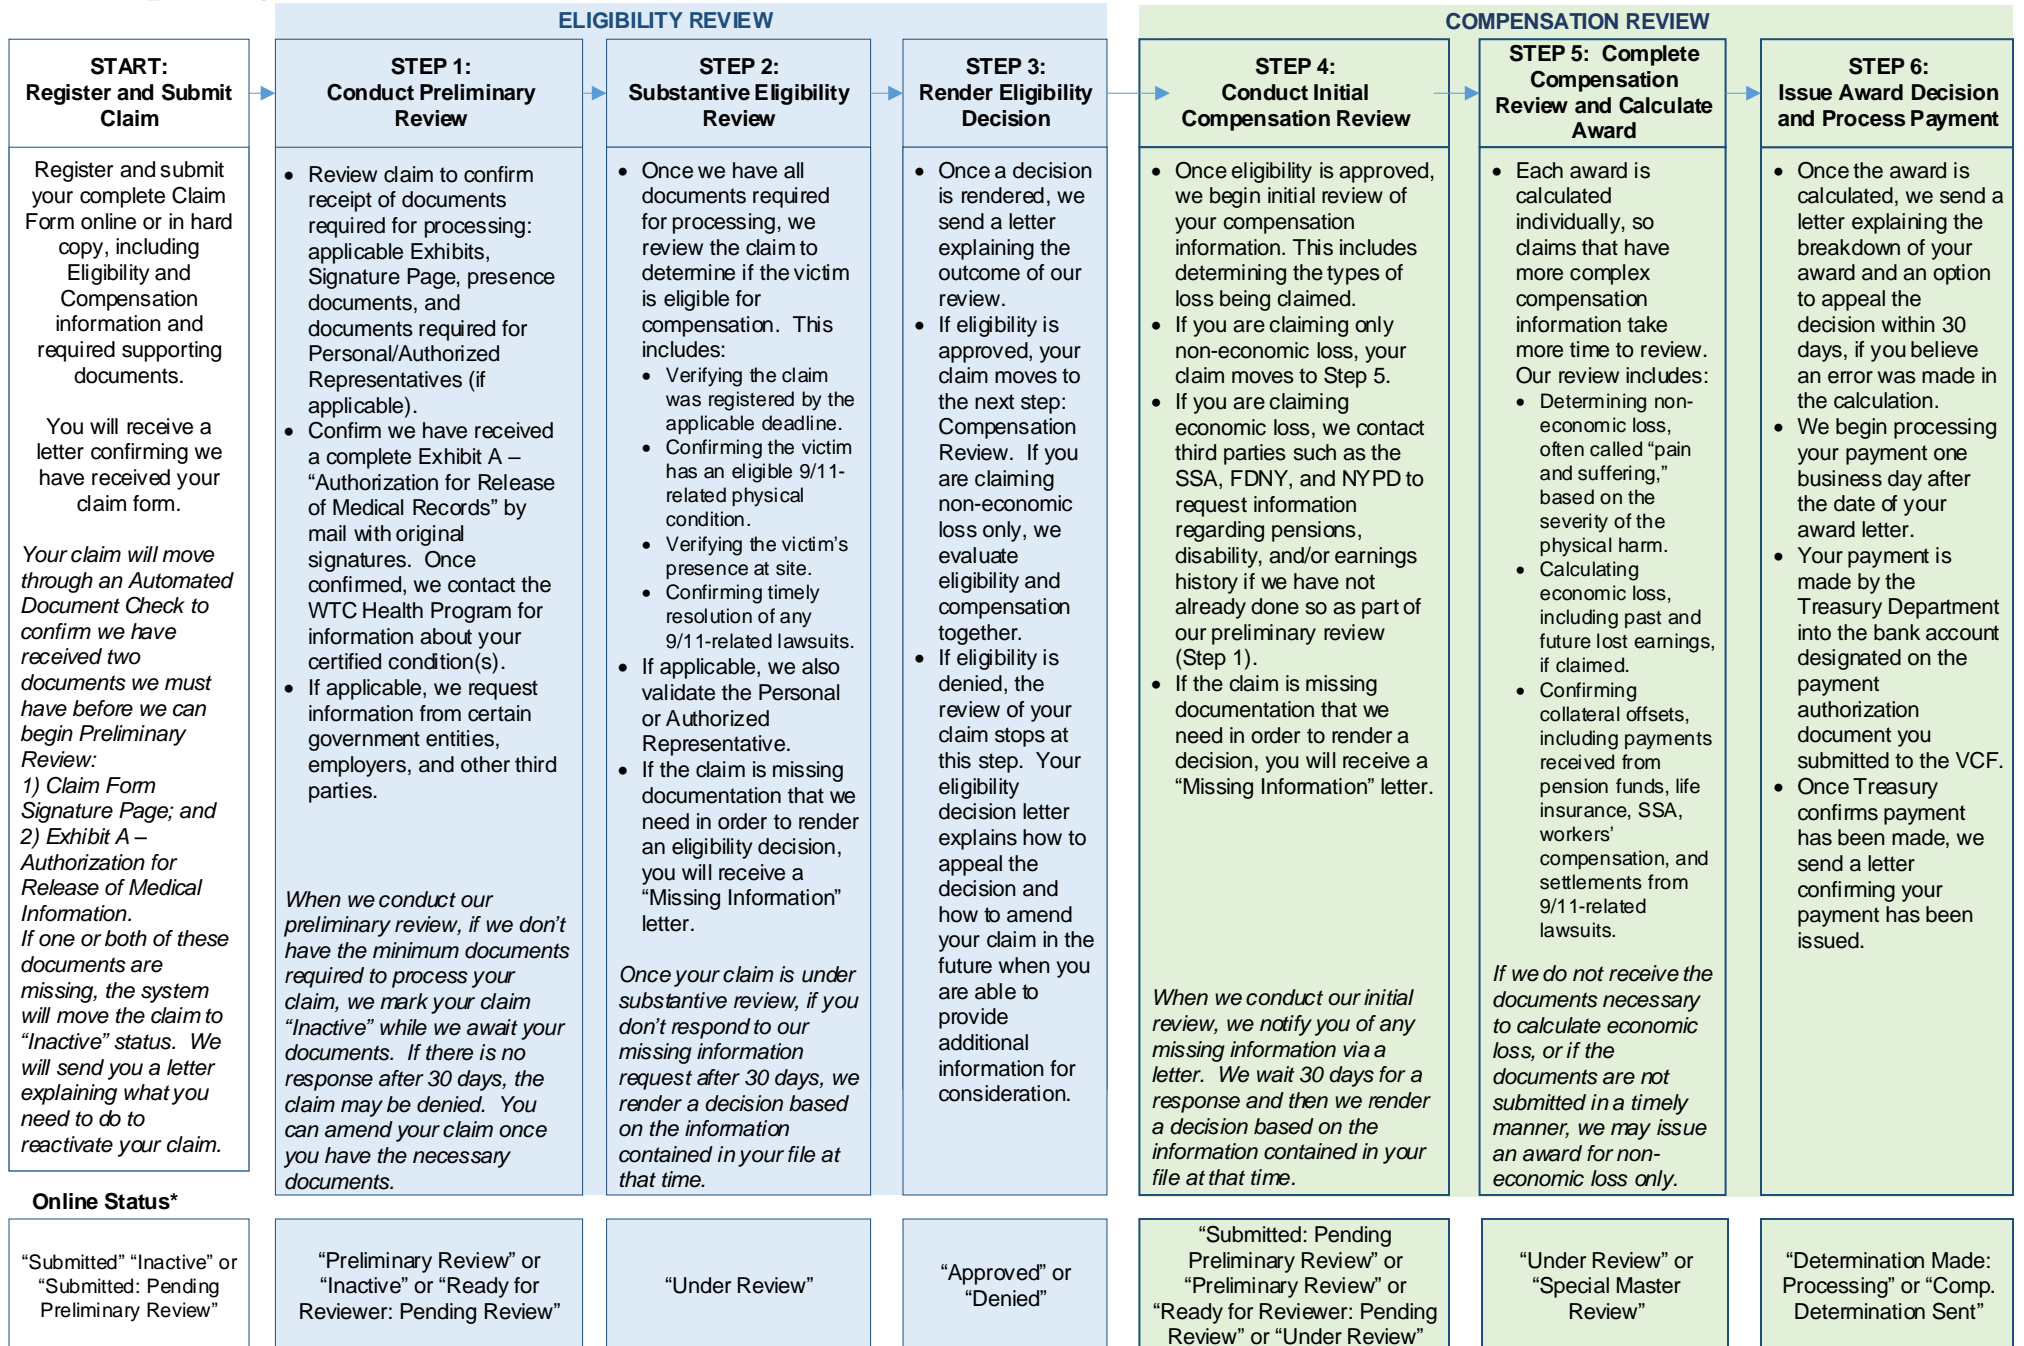 ELIGIBILITY REVIEW
COMPENSATION REVIEW
START:
Register and Submit
Claim
STEP 1:
Conduct Preliminary
Review
STEP 2:
Substantive Eligibility
Review
STEP 3:
Render Eligibility
Decision
STEP 4:
Conduct Initial
Compensation Review
STEP 5: Complete
Compensation
Review and Calculate
Award
STEP 6:
Issue Award Decision
and Process Payment
Register and submit
your complete Claim
Form online or in hard
copy, including
Eligibility and
Compensation
information and
required supporting
documents.
You will receive a
letter confirming we
have received your
claim form.
Your claim will move
through an Automated
Document Check to
confirm we have
received two
documents we must
have before we can
begin Preliminary
Review:
1) Claim Form
Signature Page; and
2) Exhibit A –
Authorization for
Release of Medical
Information.
If one or both of these
documents are
missing, the system
will move the claim to
“Inactive” status. We
will send you a letter
explaining what you
need to do to
reactivate your claim.
• Review claim to confirm
receipt of documents
required for processing:
applicable Exhibits,
Signature Page, presence
documents, and
documents required for
Personal/Authorized
Representatives (if
applicable).
• Confirm we have received
a complete Exhibit A –
“Authorization for Release
of Medical Records” by
mail with original
signatures. Once
confirmed, we contact the
WTC Health Program for
information about your
certified condition(s).
• If applicable, we request
information from certain
government entities,
employers, and other third
parties.
When we conduct our
preliminary review, if we don’t
have the minimum documents
required to process your
claim, we mark your claim
“Inactive” while we await your
documents. If there is no
response after 30 days, the
claim may be denied. You
can amend your claim once
you have the necessary
documents.
• Once we have all
documents required
for processing, we
review the claim to
determine if the victim
is eligible for
compensation. This
includes:
• Verifying the claim
was registered by the
applicable deadline.
• Confirming the victim
has an eligible 9/11-
related physical
condition.
• Verifying the victim’s
presence at site.
• Confirming timely
resolution of any
9/11-related lawsuits.
• If applicable, we also
validate the Personal
or Authorized
Representative.
• If the claim is missing
documentation that we
need in order to render
an eligibility decision,
you will receive a
“Missing Information”
letter.
Once your claim is under
substantive review, if you
don’t respond to our
missing information
request after 30 days, we
render a decision based
on the information
contained in your file at
that time.
• Once a decision
is rendered, we
send a letter
explaining the
outcome of our
review.
• If eligibility is
approved, your
claim moves to
the next step:
Compensation
Review. If you
are claiming
non-economic
loss only, we
evaluate
eligibility and
compensation
together.
• If eligibility is
denied, the
review of your
claim stops at
this step. Your
eligibility
decision letter
explains how to
appeal the
decision and
how to amend
your claim in the
future when you
are able to
provide
additional
information for
consideration.
• Once eligibility is approved,
we begin initial review of
your compensation
information. This includes
determining the types of
loss being claimed.
• If you are claiming only
non-economic loss, your
claim moves to Step 5.
• If you are claiming
economic loss, we contact
third parties such as the
SSA, FDNY, and NYPD to
request information
regarding pensions,
disability, and/or earnings
history if we have not
already done so as part of
our preliminary review
(Step 1).
• If the claim is missing
documentation that we
need in order to render a
decision, you will receive a
“Missing Information” letter.
When we conduct our initial
review, we notify you of any
missing information via a
letter. We wait 30 days for a
response and then we render
a decision based on the
information contained in your
file at that time.
• Each award is
calculated
individually, so
claims that have
more complex
compensation
information take
more time to review.
Our review includes:
• Determining non-
economic loss,
often called “pain
and suffering,”
based on the
severity of the
physical harm.
• Calculating
economic loss,
including past and
future lost earnings,
if claimed.
• Confirming
collateral offsets,
including payments
received from
pension funds, life
insurance, SSA,
workers’
compensation, and
settlements from
9/11-related
lawsuits.
If we do not receive the
documents necessary
to calculate economic
loss, or if the
documents are not
submitted in a timely
manner, we may issue
an award for non-
economic loss only.
• Once the award is
calculated, we send a
letter explaining the
breakdown of your
award and an option
to appeal the
decision within 30
days, if you believe
an error was made in
the calculation.
• We begin processing
your payment one
business day after
the date of your
award letter.
• Your payment is
made by the
Treasury Department
into the bank account
designated on the
payment
authorization
document you
submitted to the VCF.
• Once Treasury
confirms payment
has been made, we
send a letter
confirming your
payment has been
issued.
Online Status*
“Submitted” “Inactive” or
“Submitted: Pending
Preliminary Review”
“Preliminary Review” or
“Inactive” or “Ready for
Reviewer: Pending Review”
“Under Review”
“Approved” or
“Denied”
“Submitted: Pending
Preliminary Review” or
“Preliminary Review” or
“Ready for Reviewer: Pending
Review” or “Under Review”
“Under Review” or
“Special Master
Review”
“Determination Made:
Processing” or “Comp.
Determination Sent”